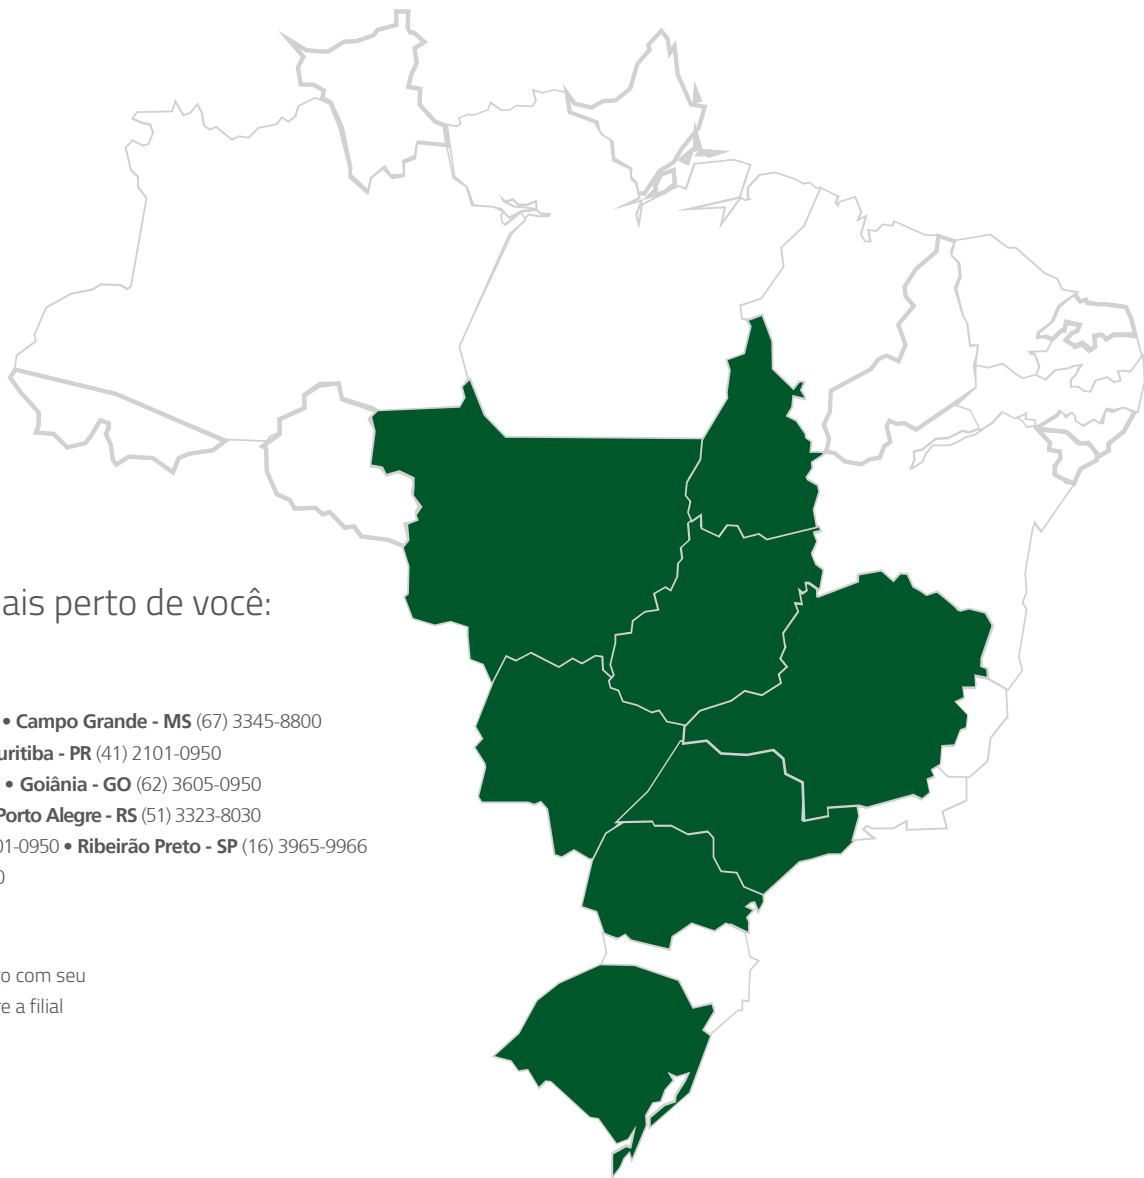 ais perto de você:
• Campo Grande - MS (67) 3345-8800
uritiba - PR (41) 2101-0950
• Goiânia - GO (62) 3605-0950
Porto Alegre - RS (51) 3323-8030
01-0950 • Ribeirão Preto - SP (16) 3965-9966
0
o com seu
e a filial